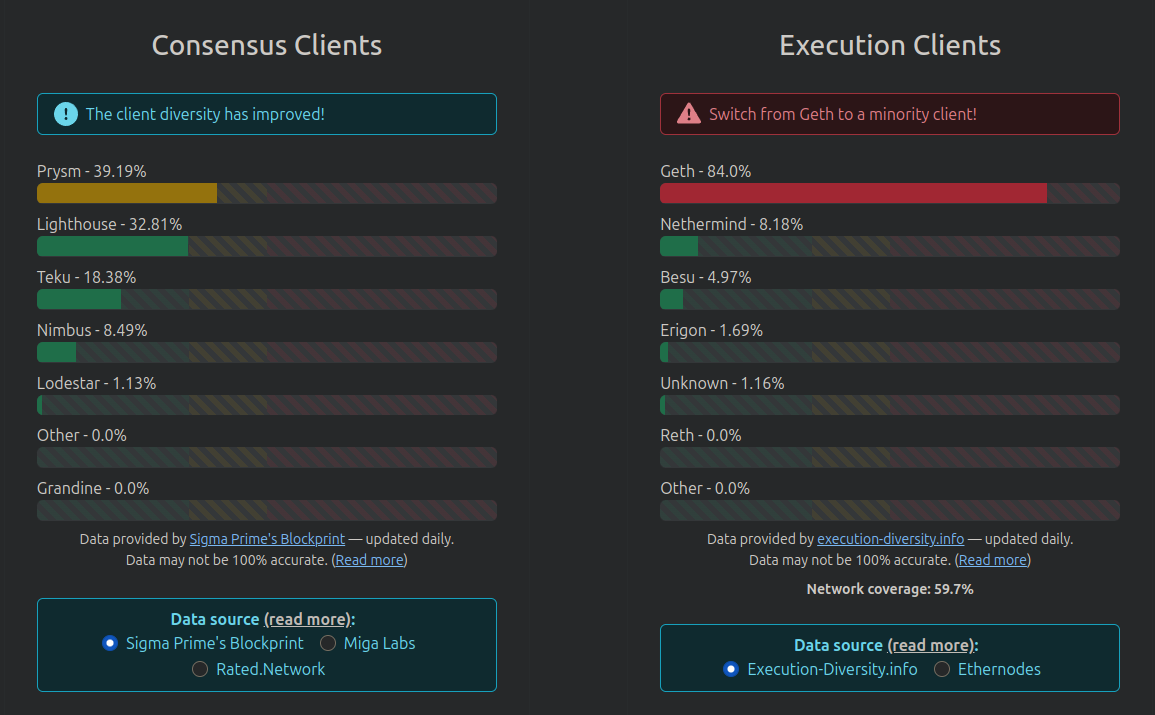 Consensus Clients
The client diversity has improved!
Prysm - 39.19%
Lighthouse - 32.81%
Teku - 18.38%
Nimbus - 8.49%
Lodestar - 1.13%
Other - 0.0%
Grandine - 0.0%
Data provided by Sigma Prime's Blockprint — updated daily.
Data may not be 100% accurate. (Read more)
Data source (read more):
Sigma Prime's Blockprint Miga Labs
Rated.Network
Execution Clients
Switch from Geth to a minority client!
Geth - 84.0%
Nethermind - 8.18%
Besu - 4.97%
Erigon - 1.69%
Unknown - 1.16%
Reth - 0.0%
Other - 0.0%
Data provided by execution-diversity.info — updated daily.
Data may not be 100% accurate. (Read more)
Network coverage: 59.7%
Data source (read more):
Execution-Diversity.info Ethernodes